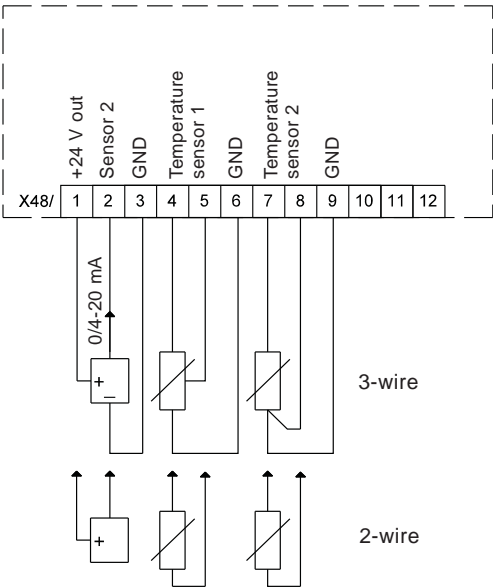 +24 V out
Sensor 2
GND
Temperature
sensor 1
GND
Temperature
sensor 2
GND
X48/ 1 2 3 4 5 6 7 8 9 10 11 12
0/4-20 mA
+
–
3-wire
+
2-wire